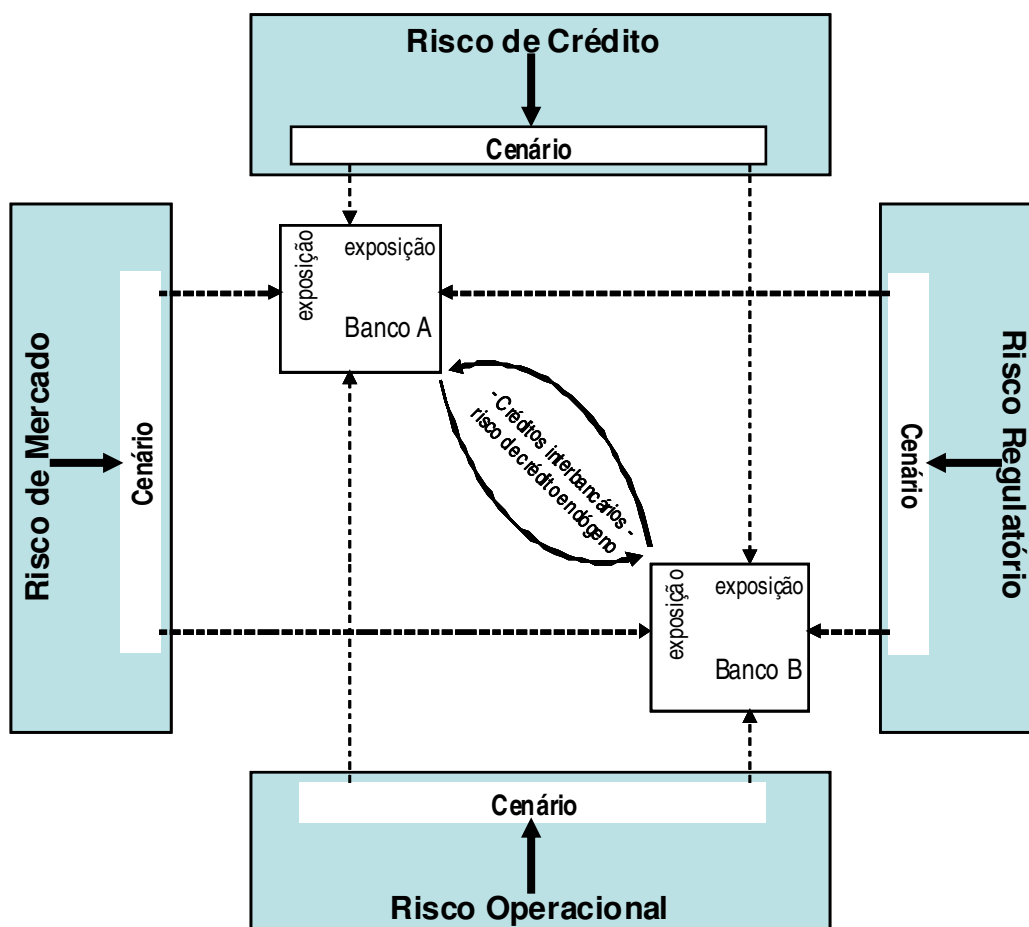 Risco de Crédito
Cenário
exposição
exposição
Banco A
Risco de Mercado
Cenário
- Créditos interbancários -
risco de crédito endógeno
Cenário
Risco Regulatório
exposição
exposição
Banco B
Cenário
Risco Operacional